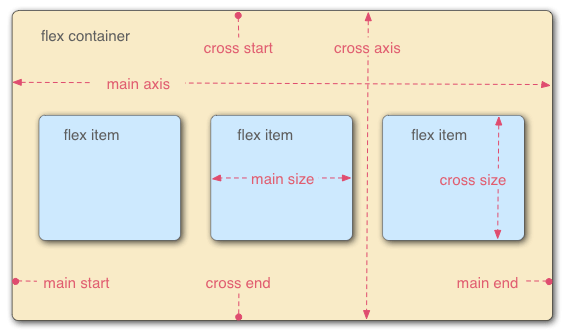 flex container
cross start
cross axis
main axis
flex item
flex item
flex item
main size
cross size
main start
cross end
main end